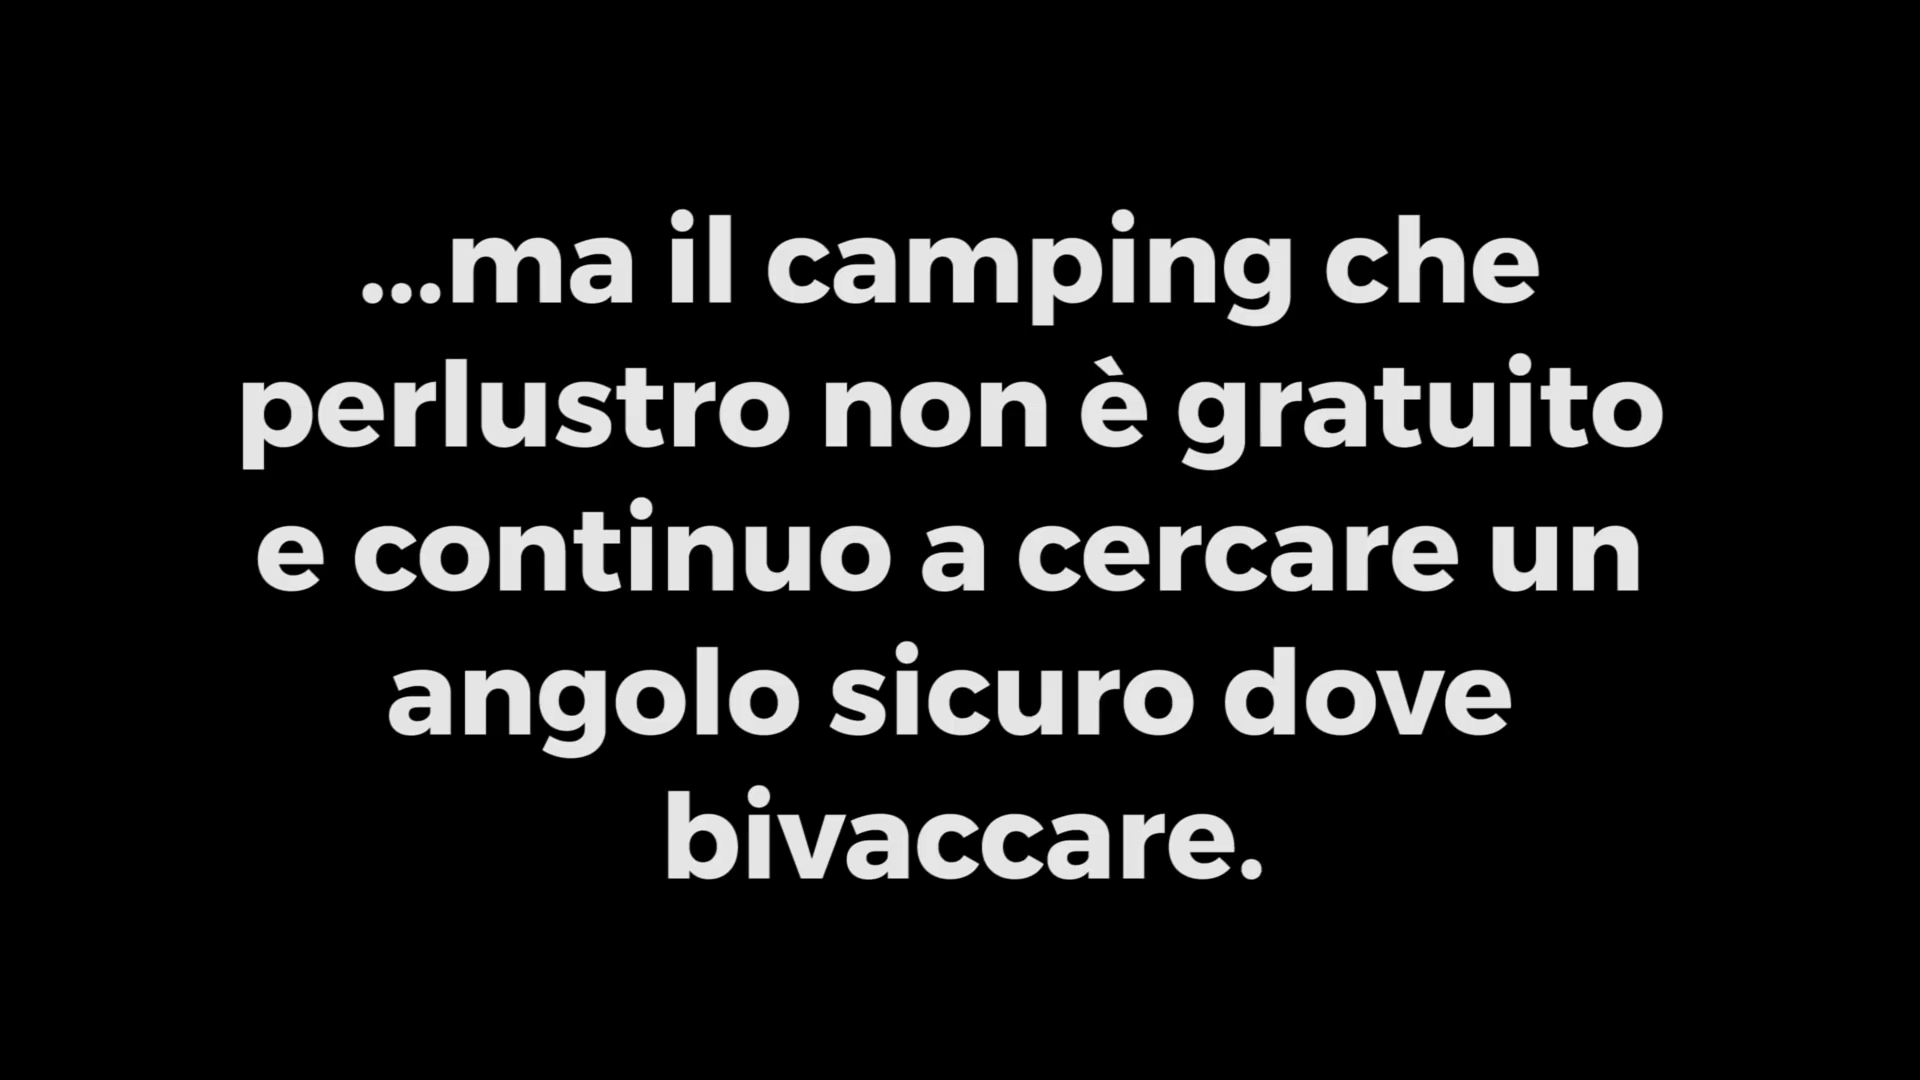 ...ma il camping che
perlustro non è gratuito
e continuo a cercare un
angolo sicuro dove
bivaccare.